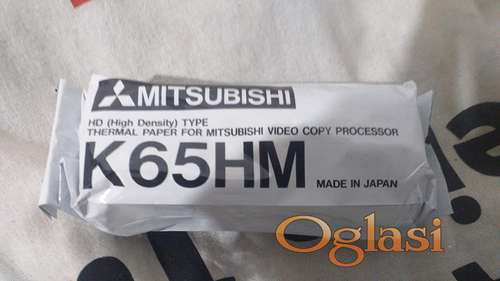 MITSUBISHI
HD (High Density) TYPE
THERMAL PAPER FOR MITSUBISHI VIDEO COPY PROCESSOR
K65HM
MADE IN JAPAN
Oglasi